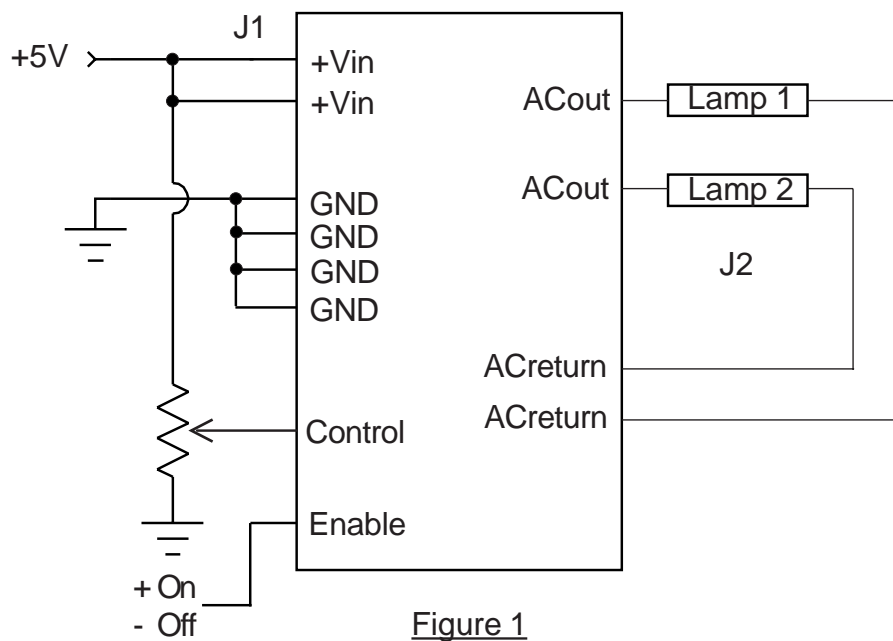 J1
+5V
+Vin
+Vin
ACout
Lamp 1
ACout
Lamp 2
GND
GND
GND
GND
J2
ACreturn
ACreturn
Control
Enable
+ On
- Off
Figure 1